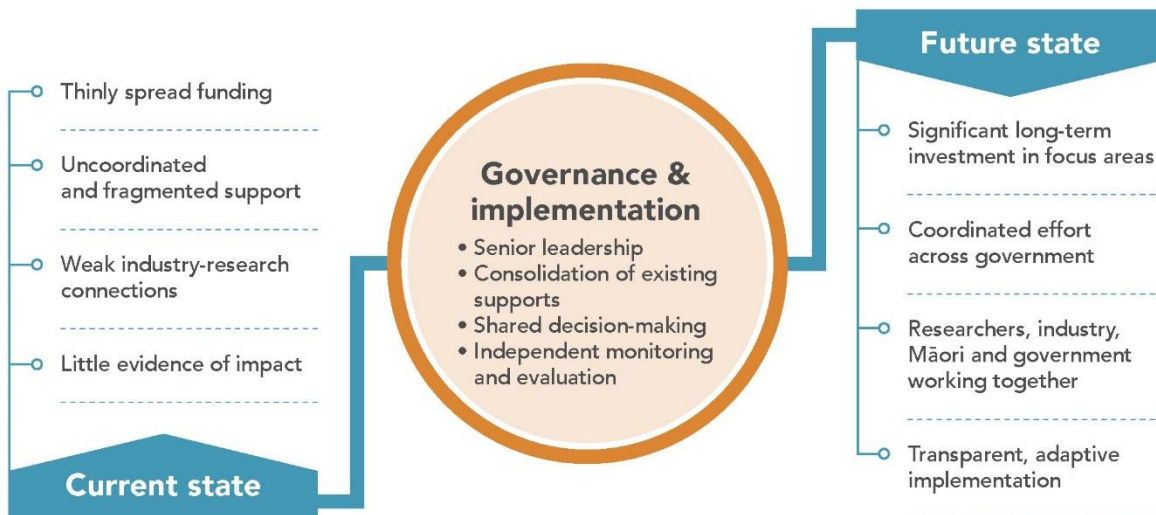 Thinly spread funding
Uncoordinated
and fragmented support
Weak industry-research
connections
Little evidence of impact
Current state
Governance &
implementation
• Senior leadership
• Consolidation of existing
supports
• Shared decision-making
• Independent monitoring
and evaluation
Future state
Significant long-term
investment in focus areas
Coordinated effort
across government
Researchers, industry,
Māori and government
working together
Transparent, adaptive
implementation